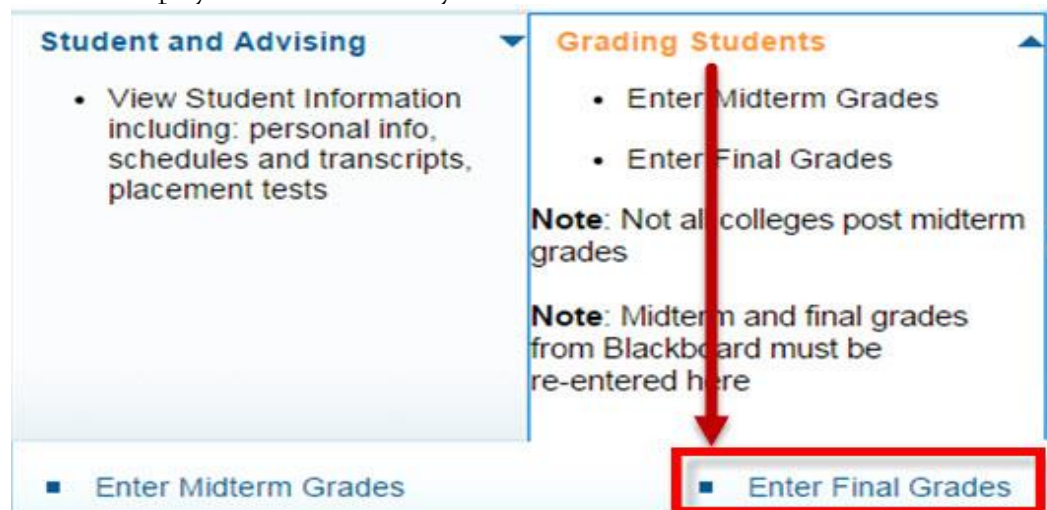 Student and Advising
• View Student Information
including: personal info,
schedules and transcripts,
placement tests
Grading Students
• Enter Midterm Grades
• Enter Final Grades
Note: Not all colleges post midterm
grades
Note: Midterm and final grades
from Blackboard must be
re-entered here
▪ Enter Midterm Grades
▪ Enter Final Grades